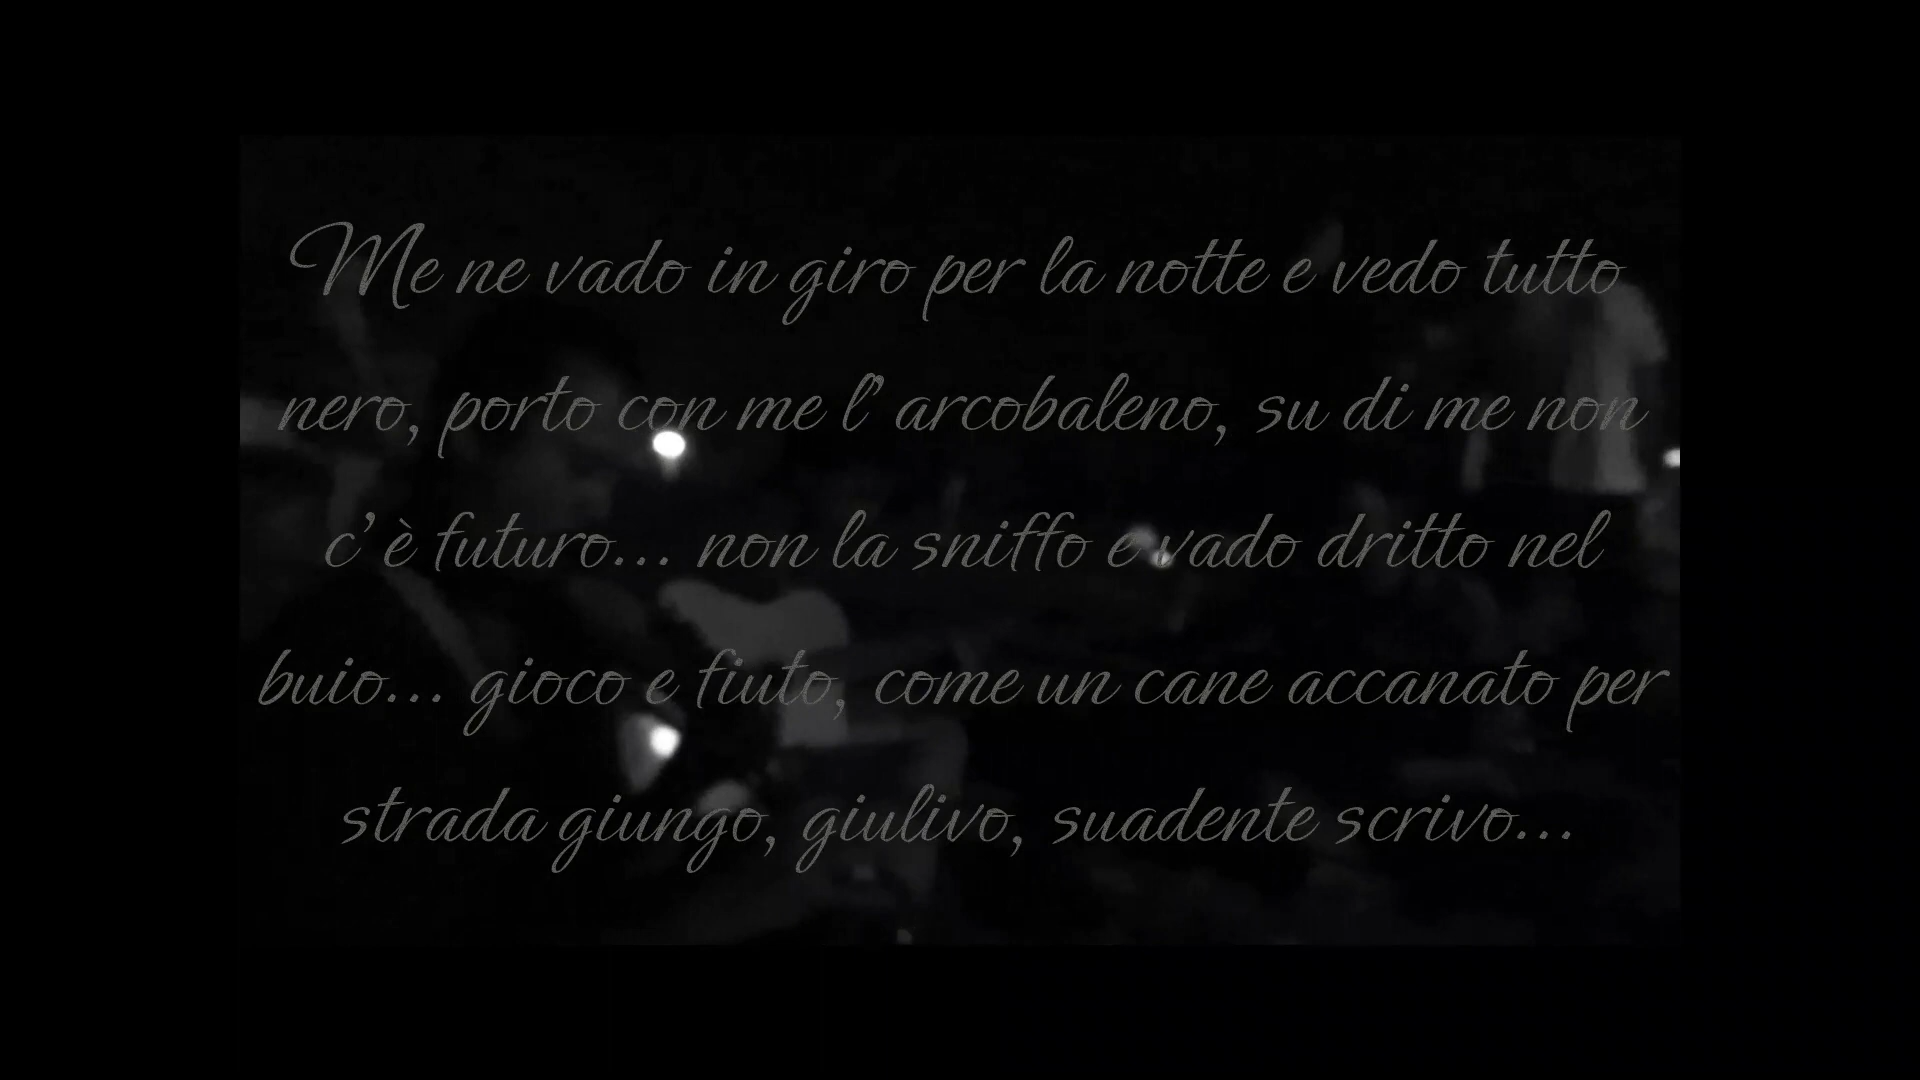 Me ne vado in giro per la notte e vedo tutto
nero, porto con me l' arcobaleno, su di me non
c'è futuro... non la sniffo e vado dritto nel
buio... gioco e fiuto, come un cane accanato per
strada giungo, giulivo, suadente scrivo...